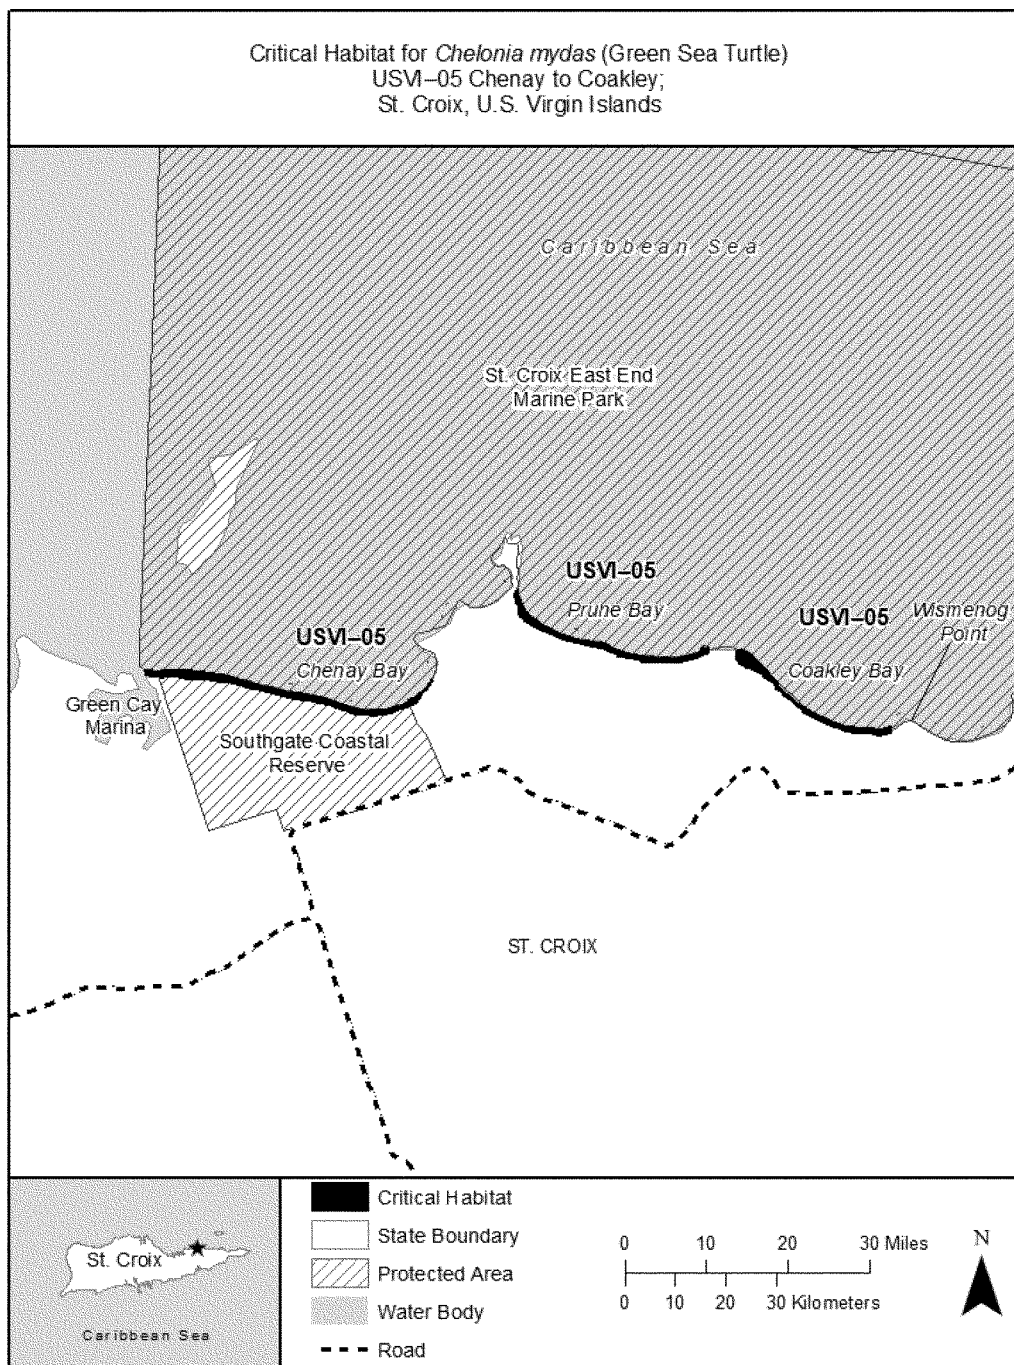 Critical Habitat for Chelonia mydas (Green Sea Turtle)
USVI–05 Chenay to Coakley;
St. Croix, U.S. Virgin Islands
Caribbean Sea
St. Croix East End
Marine Park
USVI–05
Prune Bay
USVI–05
Wismenog
Point
USVI–05
Chenay Bay
Coakley Bay
Green Cay
Marina
Southgate Coastal
Reserve
ST. CROIX
St. Croix
Caribbean Sea
Critical Habitat
State Boundary
Protected Area
Water Body
Road
0 10 20 30 Miles
0 10 20 30 Kilometers
N